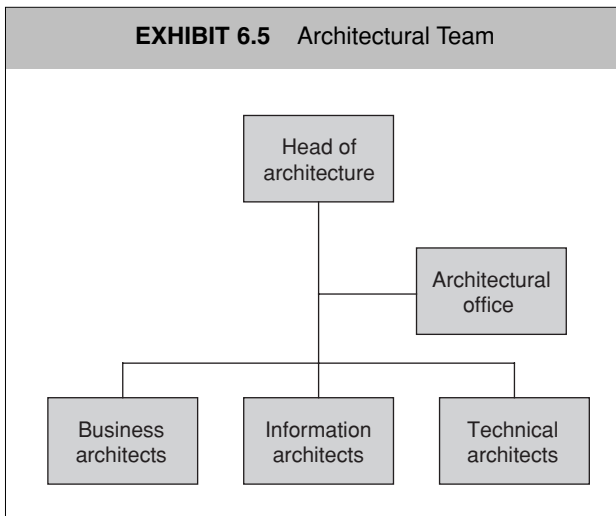 EXHIBIT 6.5 Architectural Team
Head of
architecture
Architectural
office
Business
architects
Information
architects
Technical
architects